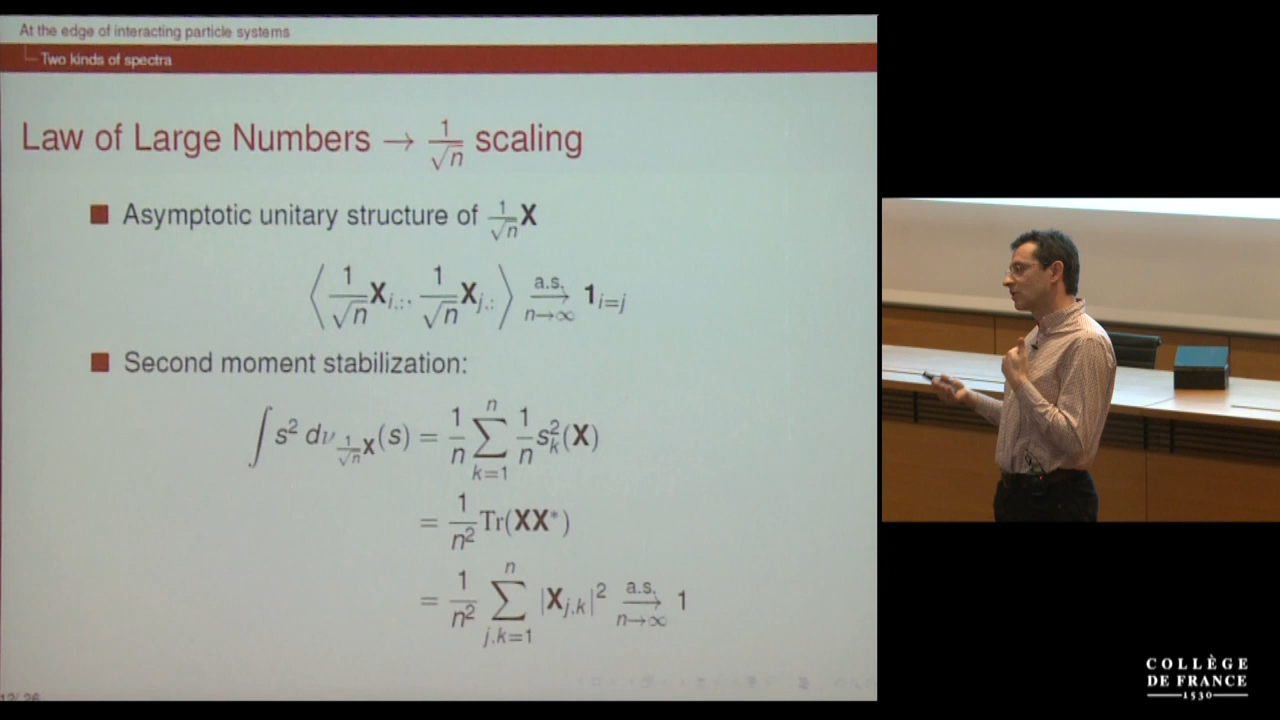 At the edge of interacting particle systems
Two kinds of spectra
Law of Large Numbers → 1/√n scaling
■ Asymptotic unitary structure of 1/√n X
⟨ 1/√n X_{i,:}, 1/√n X_{j,:} ⟩ →^{a.s.}_{n→∞} 1_{i=j}
■ Second moment stabilization:
∫ s² dν_{1/√n X}(s) = 1/n ∑_{k=1}^{n} 1/n s_k²(X)
= 1/n² Tr(XX*)
= 1/n² ∑_{j,k=1}^{n} |X_{j,k}|² →^{a.s.}_{n→∞} 1
12/26
COLLÈGE
DE FRANCE
1530